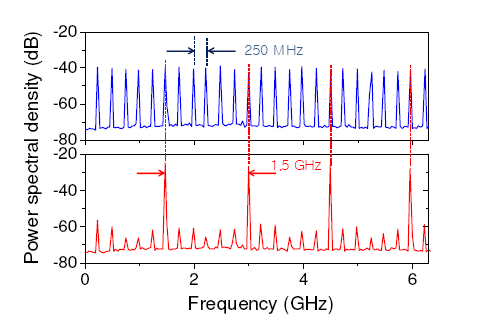 -20
250 MHz
-40
-60
-80
-20
1,5 GHz
-40
-60
-80
0 2 4 6
Frequency (GHz)
Power spectral density (dB)